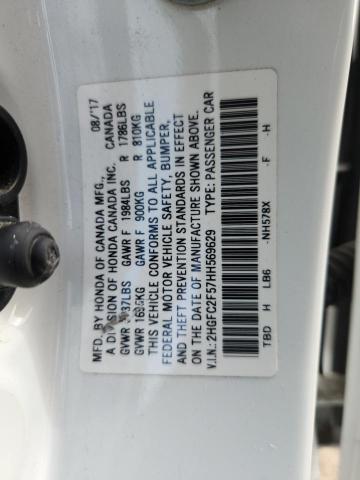 MFD. BY HONDA OF CANADA MFG., 08/17
A DIVISION OF HONDA CANADA INC. CANADA
GAWR F 1984LBS R 1786LBS
GVWR GAWR F 900KG R 810KG
THIS VEHICLE CONFORMS TO ALL APPLICABLE
FEDERAL MOTOR VEHICLE SAFETY, BUMPER,
AND THEFT PREVENTION STANDARDS IN EFFECT
ON THE DATE OF MANUFACTURE SHOWN ABOVE.
V.I.N.: 2HGFC2F57HH569629 TYPE: PASSENGER CAR
TBD H LB6 -NH578X -F -H